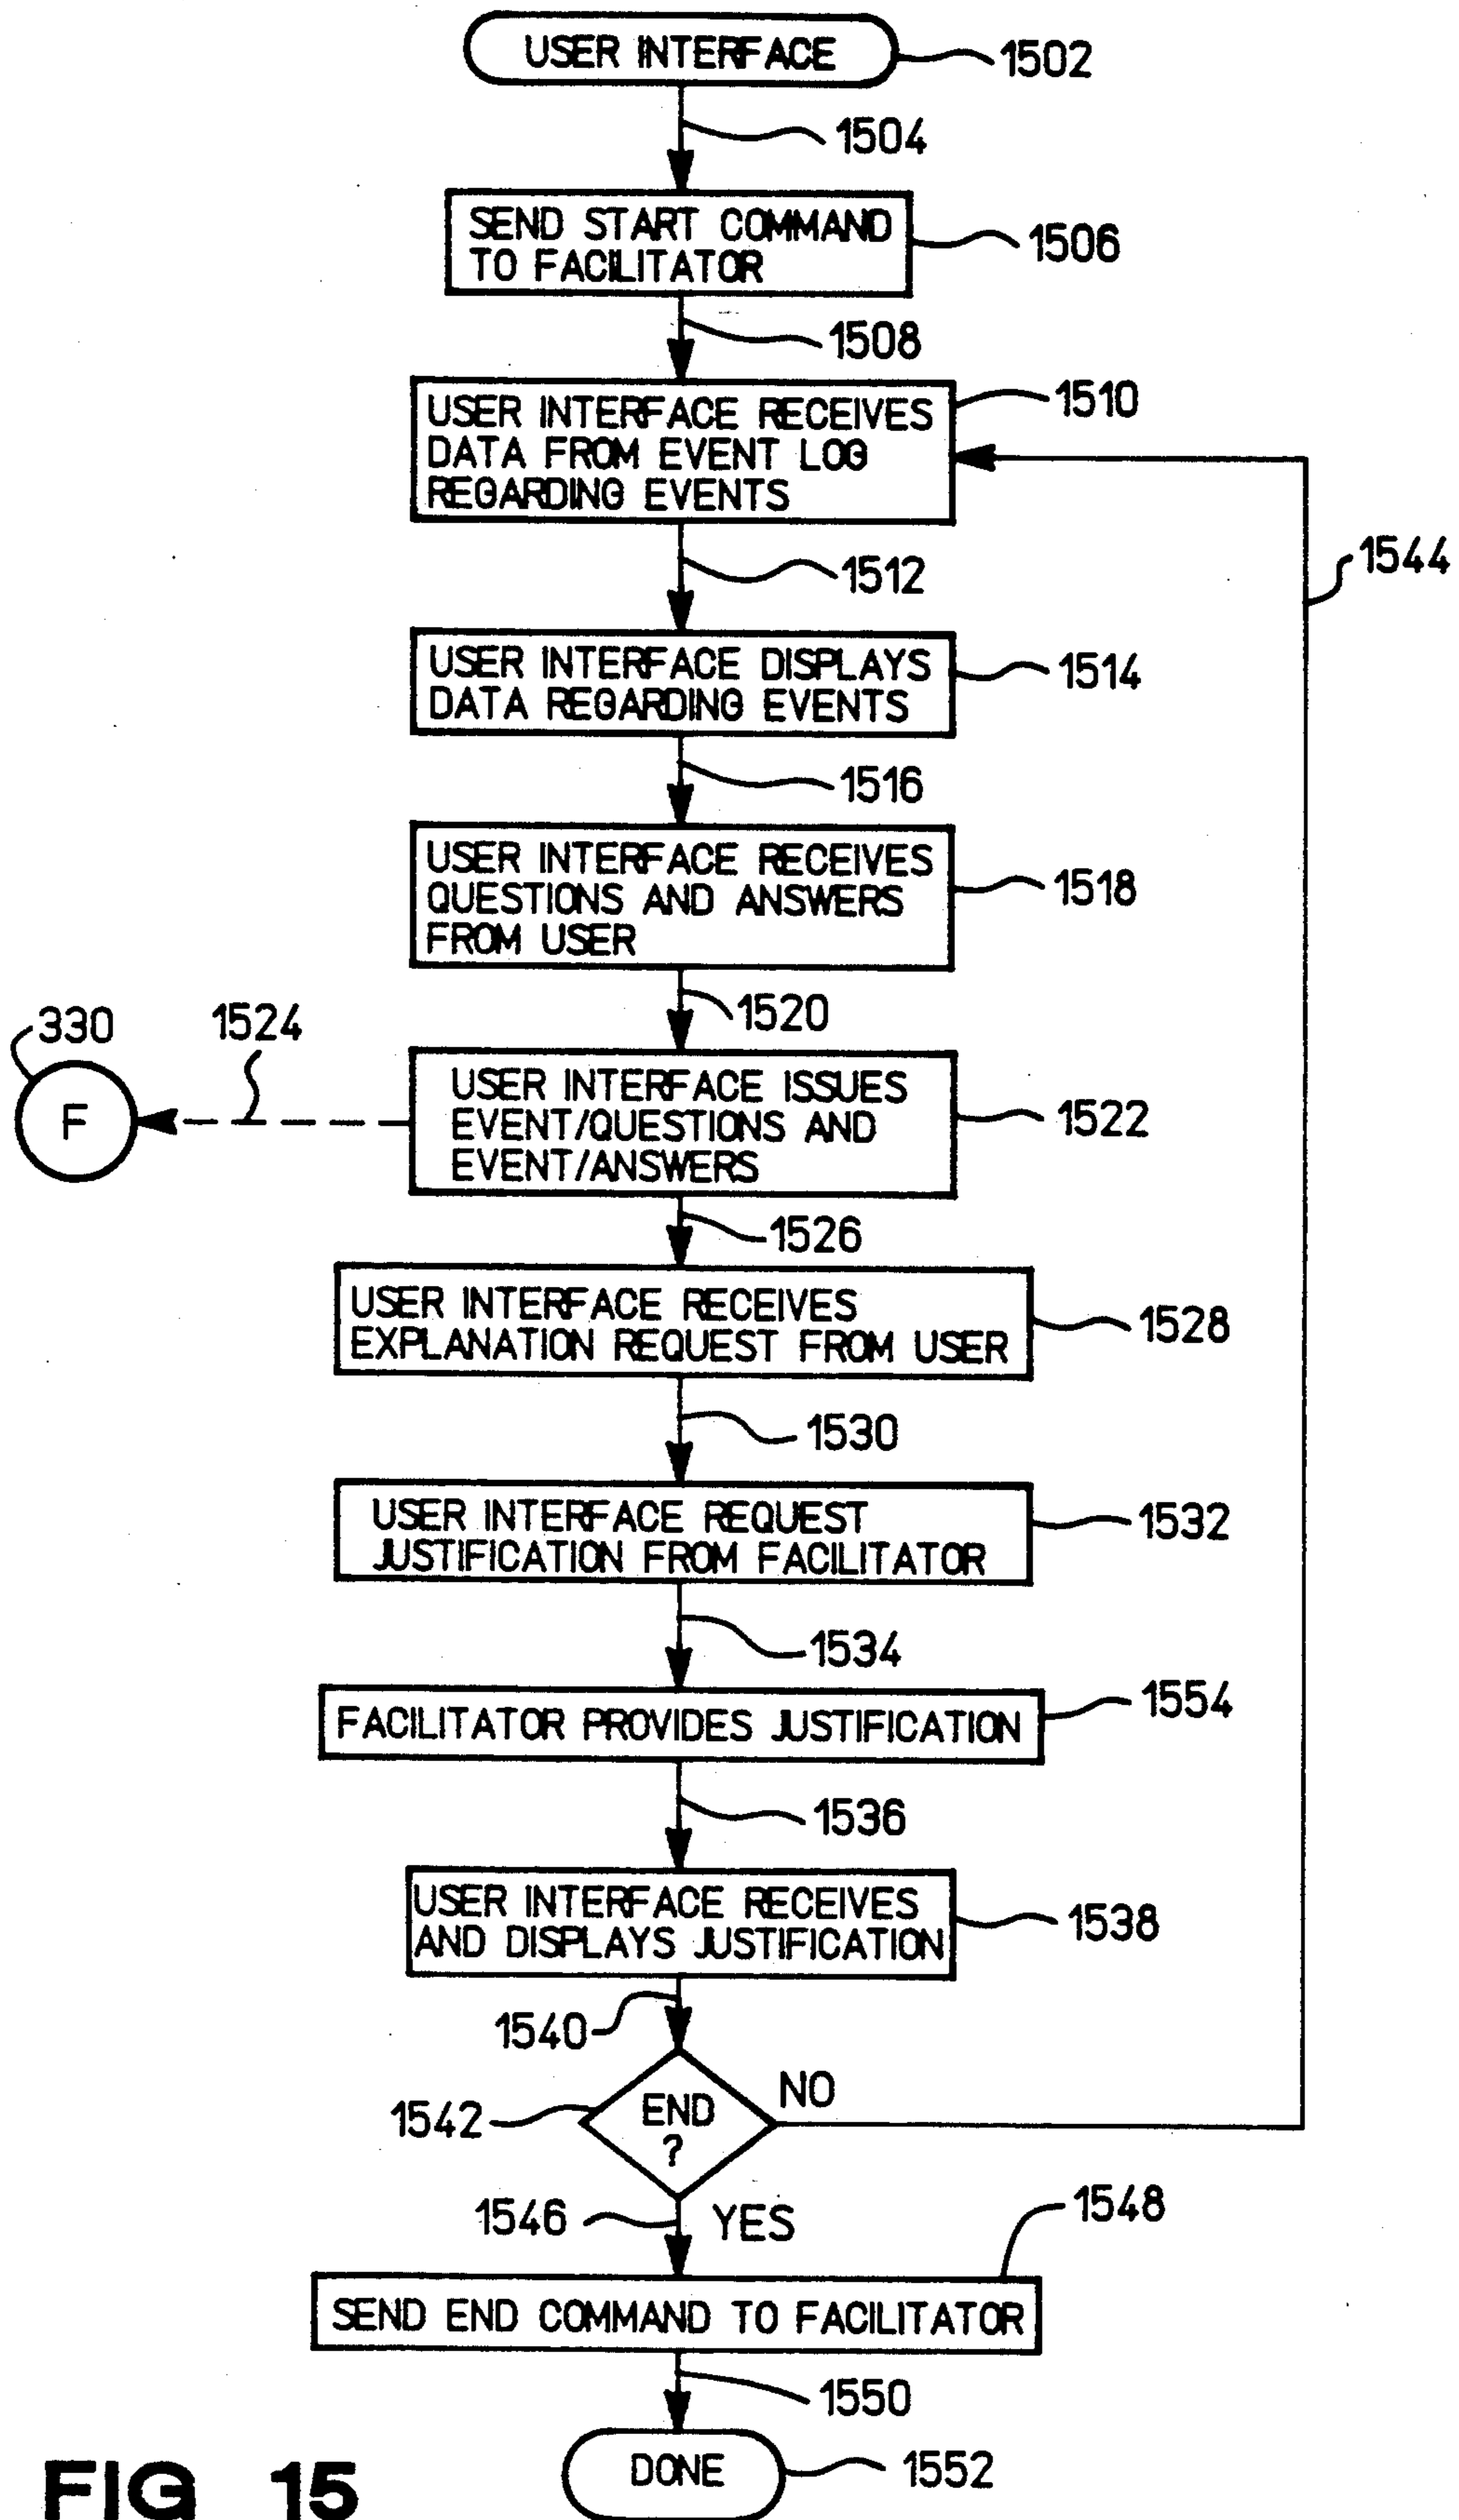 USER INTERFACE
1502
1504
SEND START COMMAND
TO FACILITATOR
1506
1508
USER INTERFACE RECEIVES
DATA FROM EVENT LOG
REGARDING EVENTS
1510
1544
1512
USER INTERFACE DISPLAYS
DATA REGARDING EVENTS
1514
1516
USER INTERFACE RECEIVES
QUESTIONS AND ANSWERS
FROM USER
1518
1520
330
1524
F
USER INTERFACE ISSUES
EVENT/QUESTIONS AND
EVENT/ANSWERS
1522
1526
USER INTERFACE RECEIVES
EXPLANATION REQUEST FROM USER
1528
1530
USER INTERFACE REQUEST
JUSTIFICATION FROM FACILITATOR
1532
1534
FACILITATOR PROVIDES JUSTIFICATION
1554
1536
USER INTERFACE RECEIVES
AND DISPLAYS JUSTIFICATION
1538
1540
1542
END
?
NO
1546
YES
1548
SEND END COMMAND TO FACILITATOR
1550
DONE
1552
FIG 15